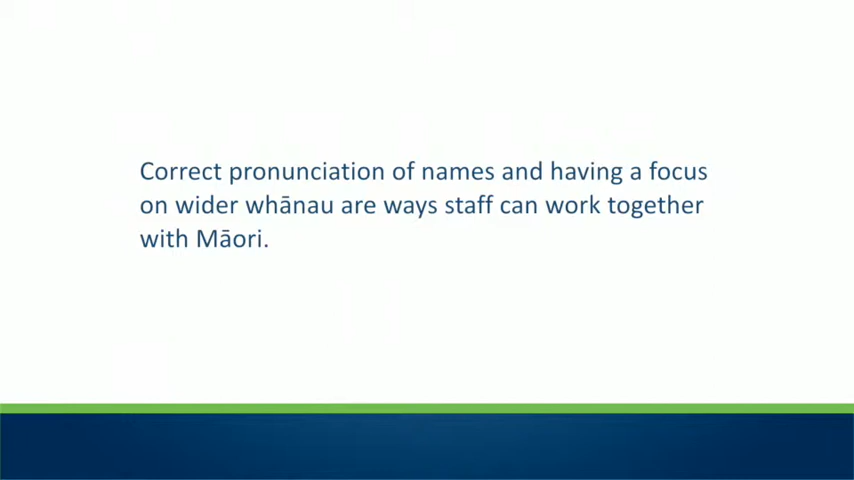 Correct pronunciation of names and having a focus
on wider whānau are ways staff can work together
with Māori.